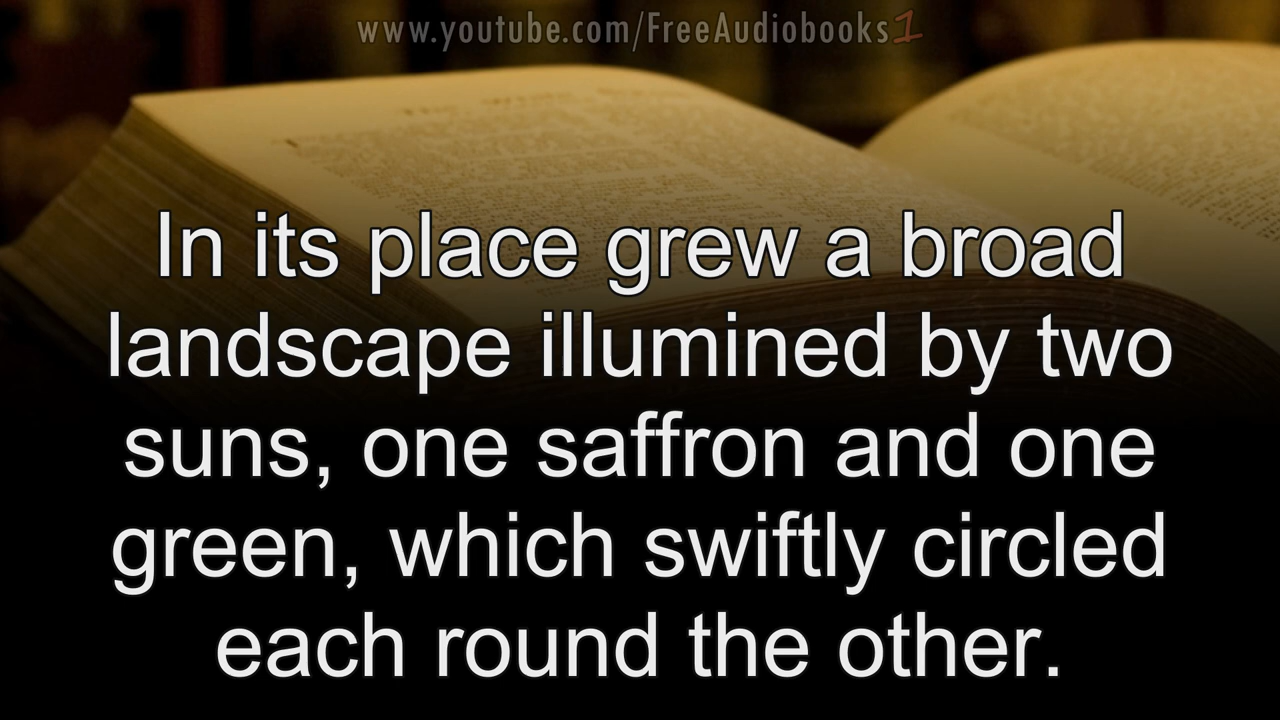 www.youtube.com/FreeAudiobooks1
In its place grew a broad
landscape illumined by two
suns, one saffron and one
green, which swiftly circled
each round the other.